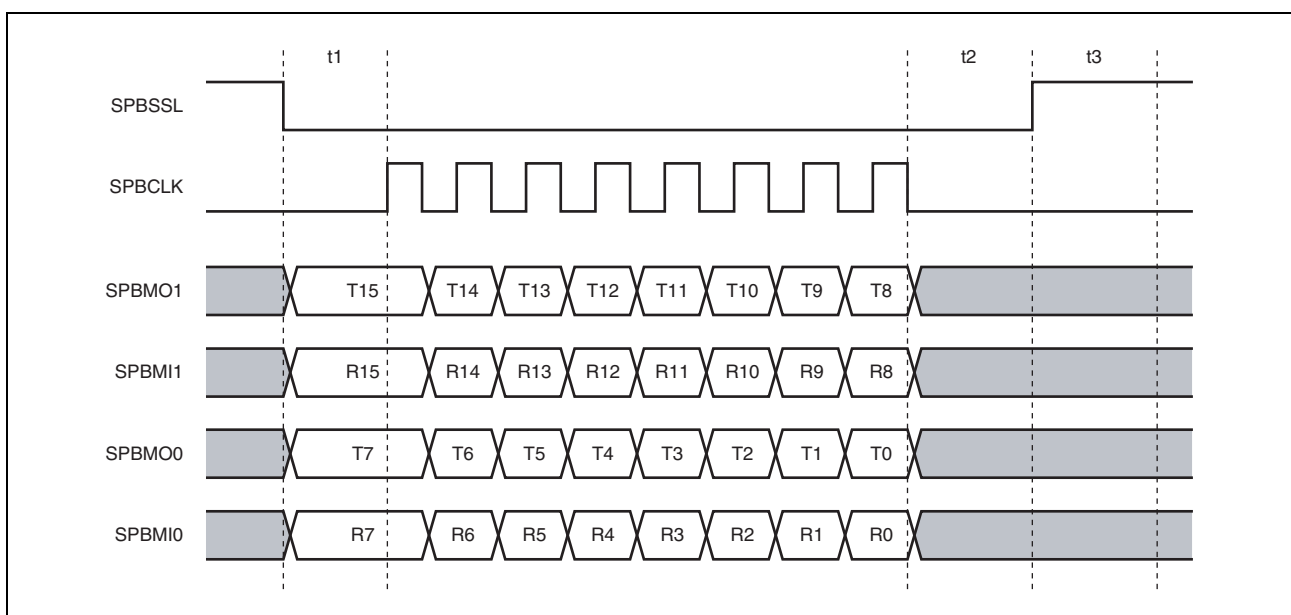 t1 t2 t3
SPBSSL
SPBCLK
SPBMO1 T15 T14 T13 T12 T11 T10 T9 T8
SPBMI1 R15 R14 R13 R12 R11 R10 R9 R8
SPBMO0 T7 T6 T5 T4 T3 T2 T1 T0
SPBMI0 R7 R6 R5 R4 R3 R2 R1 R0